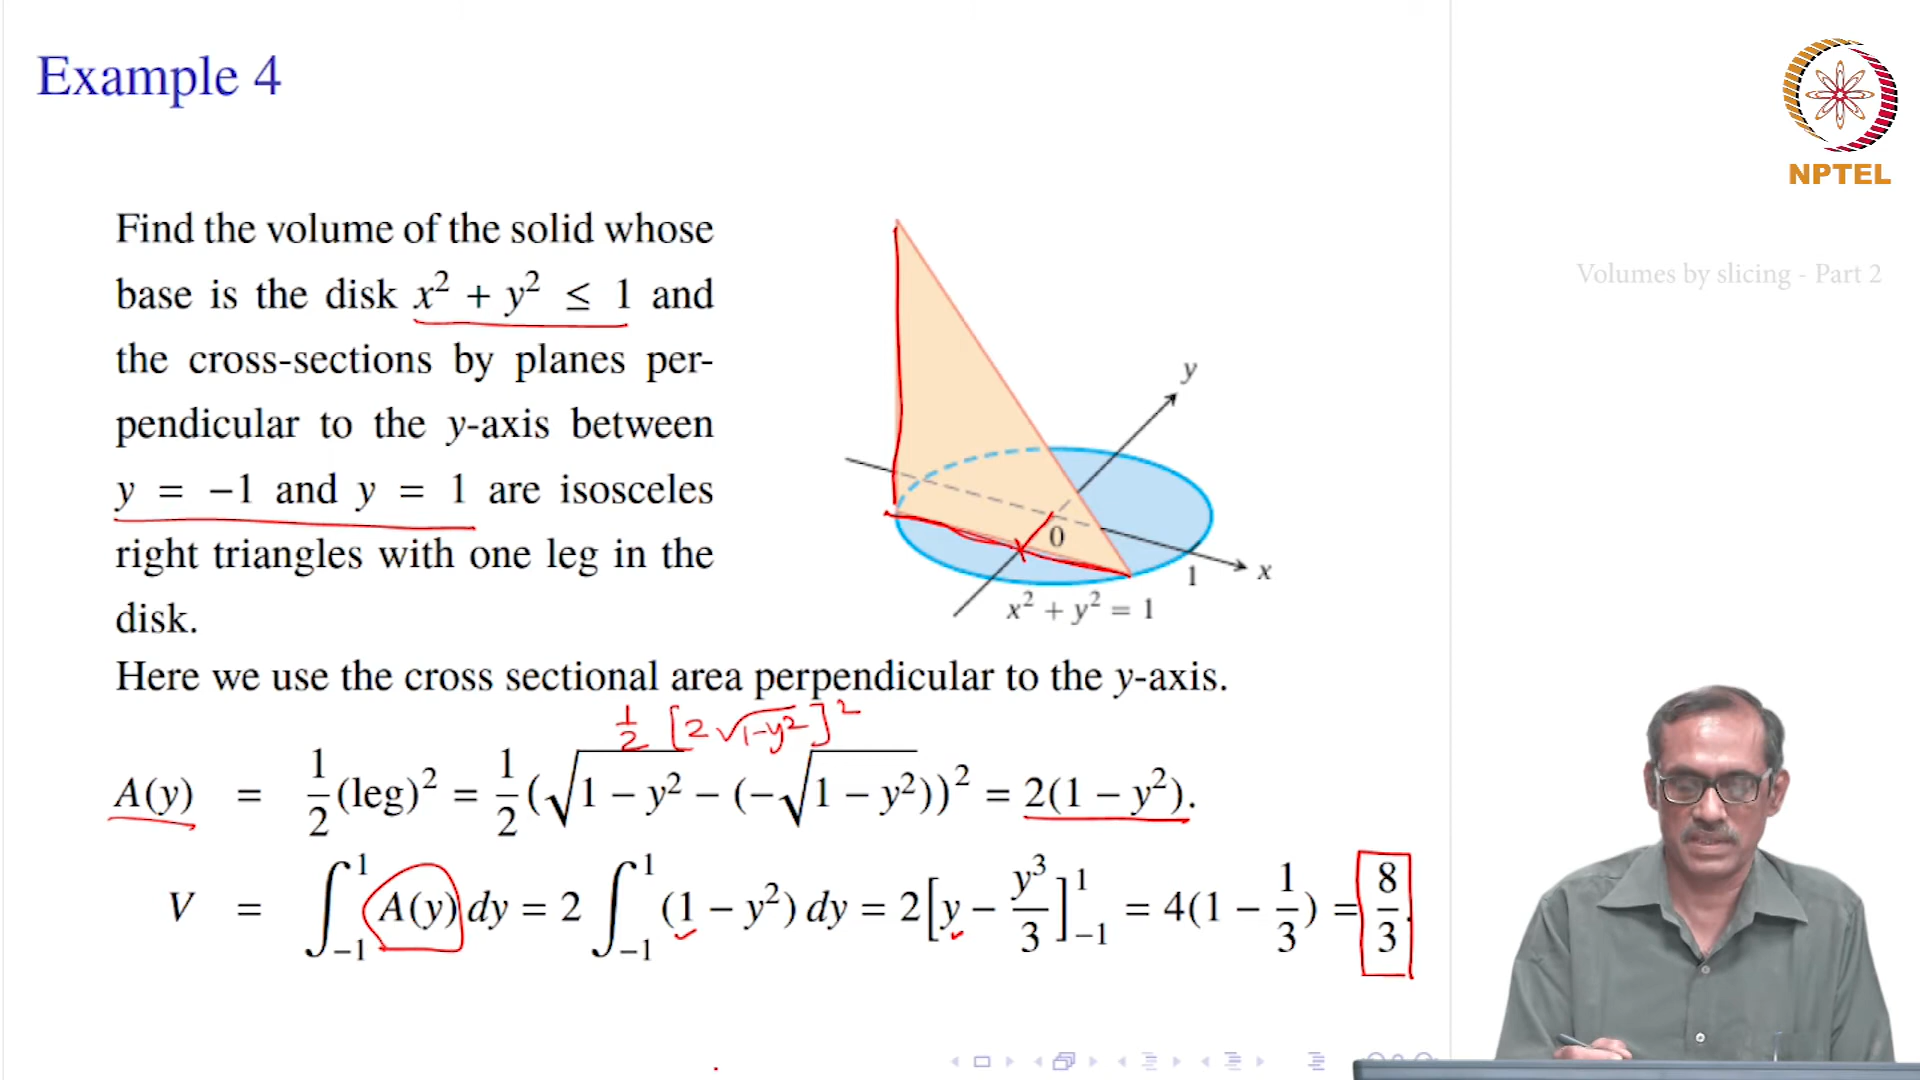 Example 4
NPTEL
Volumes by slicing - Part 2
Find the volume of the solid whose
base is the disk x² + y² ≤ 1 and
the cross-sections by planes per-
pendicular to the y-axis between
y = −1 and y = 1 are isosceles
right triangles with one leg in the
disk.
y
0
1
x
x² + y² = 1
Here we use the cross sectional area perpendicular to the y-axis.
1/2 [2√1-y²]²
A(y) = 1/2(leg)² = 1/2(√1 − y² − (−√1 − y²))² = 2(1 − y²).
V = ∫₋₁¹ A(y) dy = 2 ∫₋₁¹ (1 − y²) dy = 2[y − y³/3]₋₁¹ = 4(1 − 1/3) = 8/3.